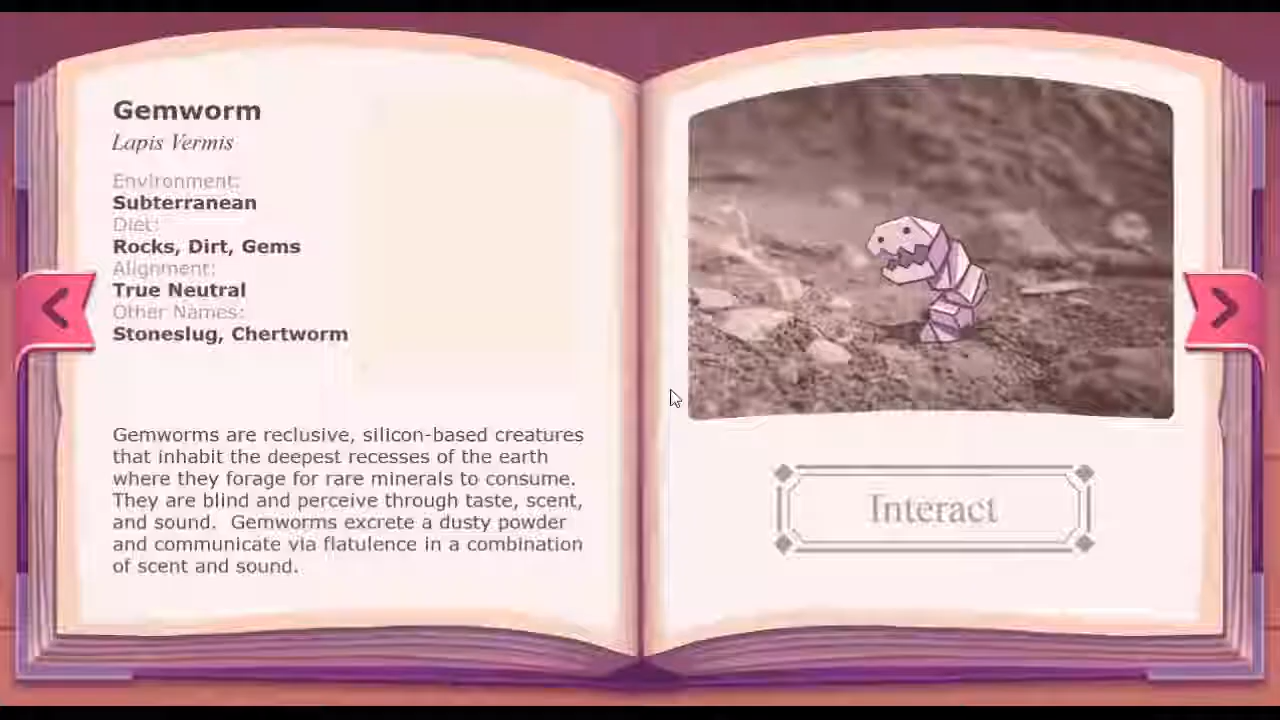 Gemworm
Lapis Vermis
Environment:
Subterranean
Diet:
Rocks, Dirt, Gems
Alignment:
True Neutral
Other Names:
Stoneslug, Chertworm
Gemworms are reclusive, silicon-based creatures
that inhabit the deepest recesses of the earth
where they forage for rare minerals to consume.
They are blind and perceive through taste, scent,
and sound.  Gemworms excrete a dusty powder
and communicate via flatulence in a combination
of scent and sound.
Interact